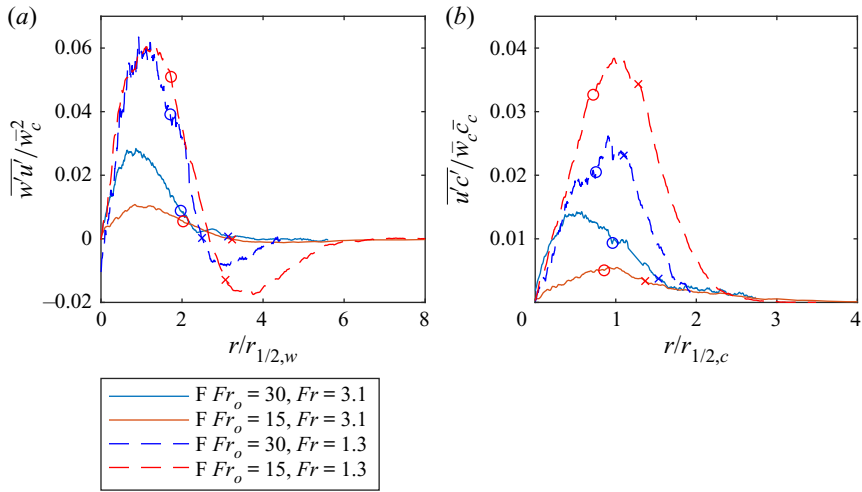 (a)
(b)
0.06
0.04
0.02
0
−0.02
w′u′/w̄c²
0 2 4 6 8
r/r1/2,w
0.04
0.03
0.02
0.01
u′c′/w̄c c̄c
0 1 2 3 4
r/r1/2,c
F Fro = 30, Fr = 3.1
F Fro = 15, Fr = 3.1
F Fro = 30, Fr = 1.3
F Fro = 15, Fr = 1.3